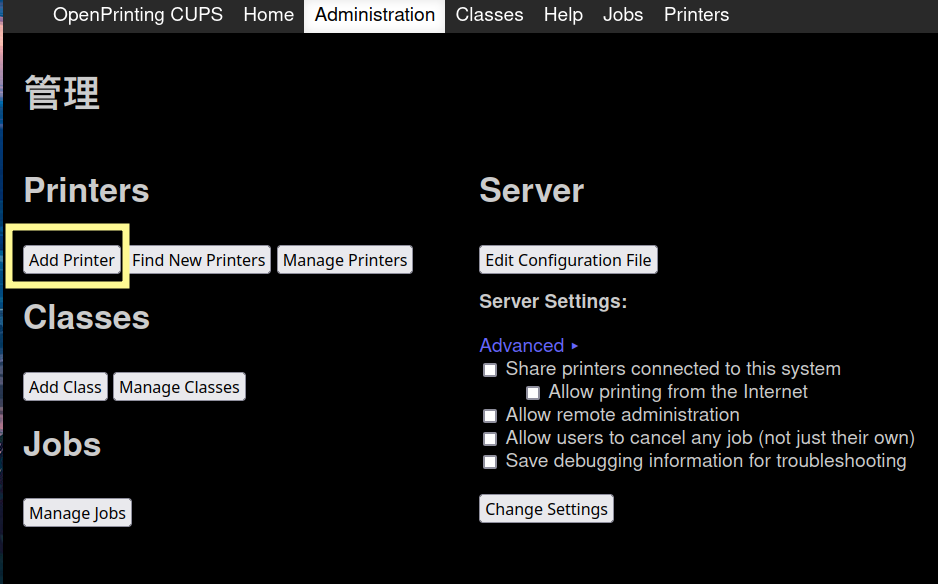 OpenPrinting CUPS Home Administration Classes Help Jobs Printers
管理
Printers
Add Printer Find New Printers Manage Printers
Classes
Add Class Manage Classes
Jobs
Manage Jobs
Server
Edit Configuration File
Server Settings:
Advanced ▸
Share printers connected to this system
Allow printing from the Internet
Allow remote administration
Allow users to cancel any job (not just their own)
Save debugging information for troubleshooting
Change Settings